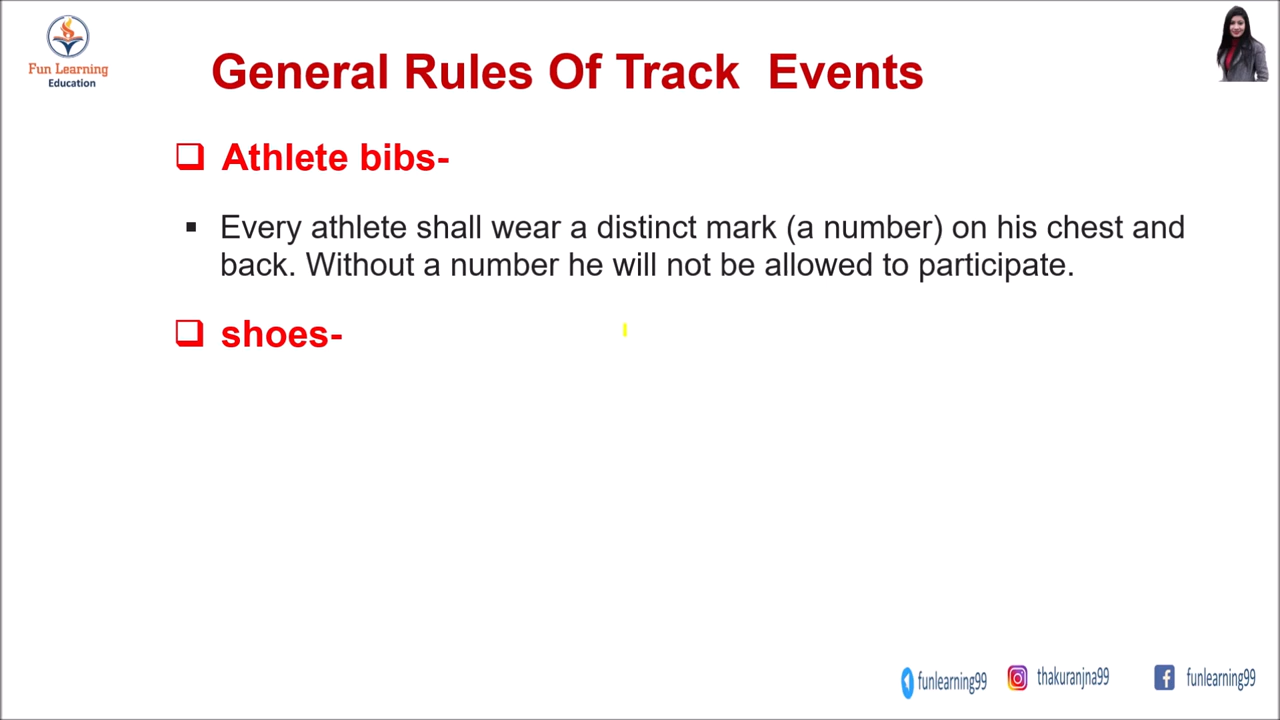 Fun Learning
Education
General Rules Of Track Events
Athlete bibs-
Every athlete shall wear a distinct mark (a number) on his chest and
back. Without a number he will not be allowed to participate.
shoes-
funlearning99
thakuranjna99
funlearning99